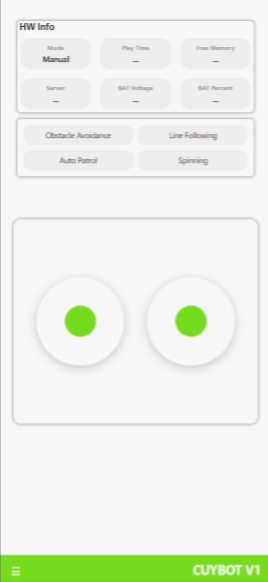 HW Info
Mode Play Time Free Memory
Manual — —
Server BAT Voltage BAT Percent
— — —
Obstacle Avoidance Line Following
Auto Patrol Spinning
☰ CUYBOT V1